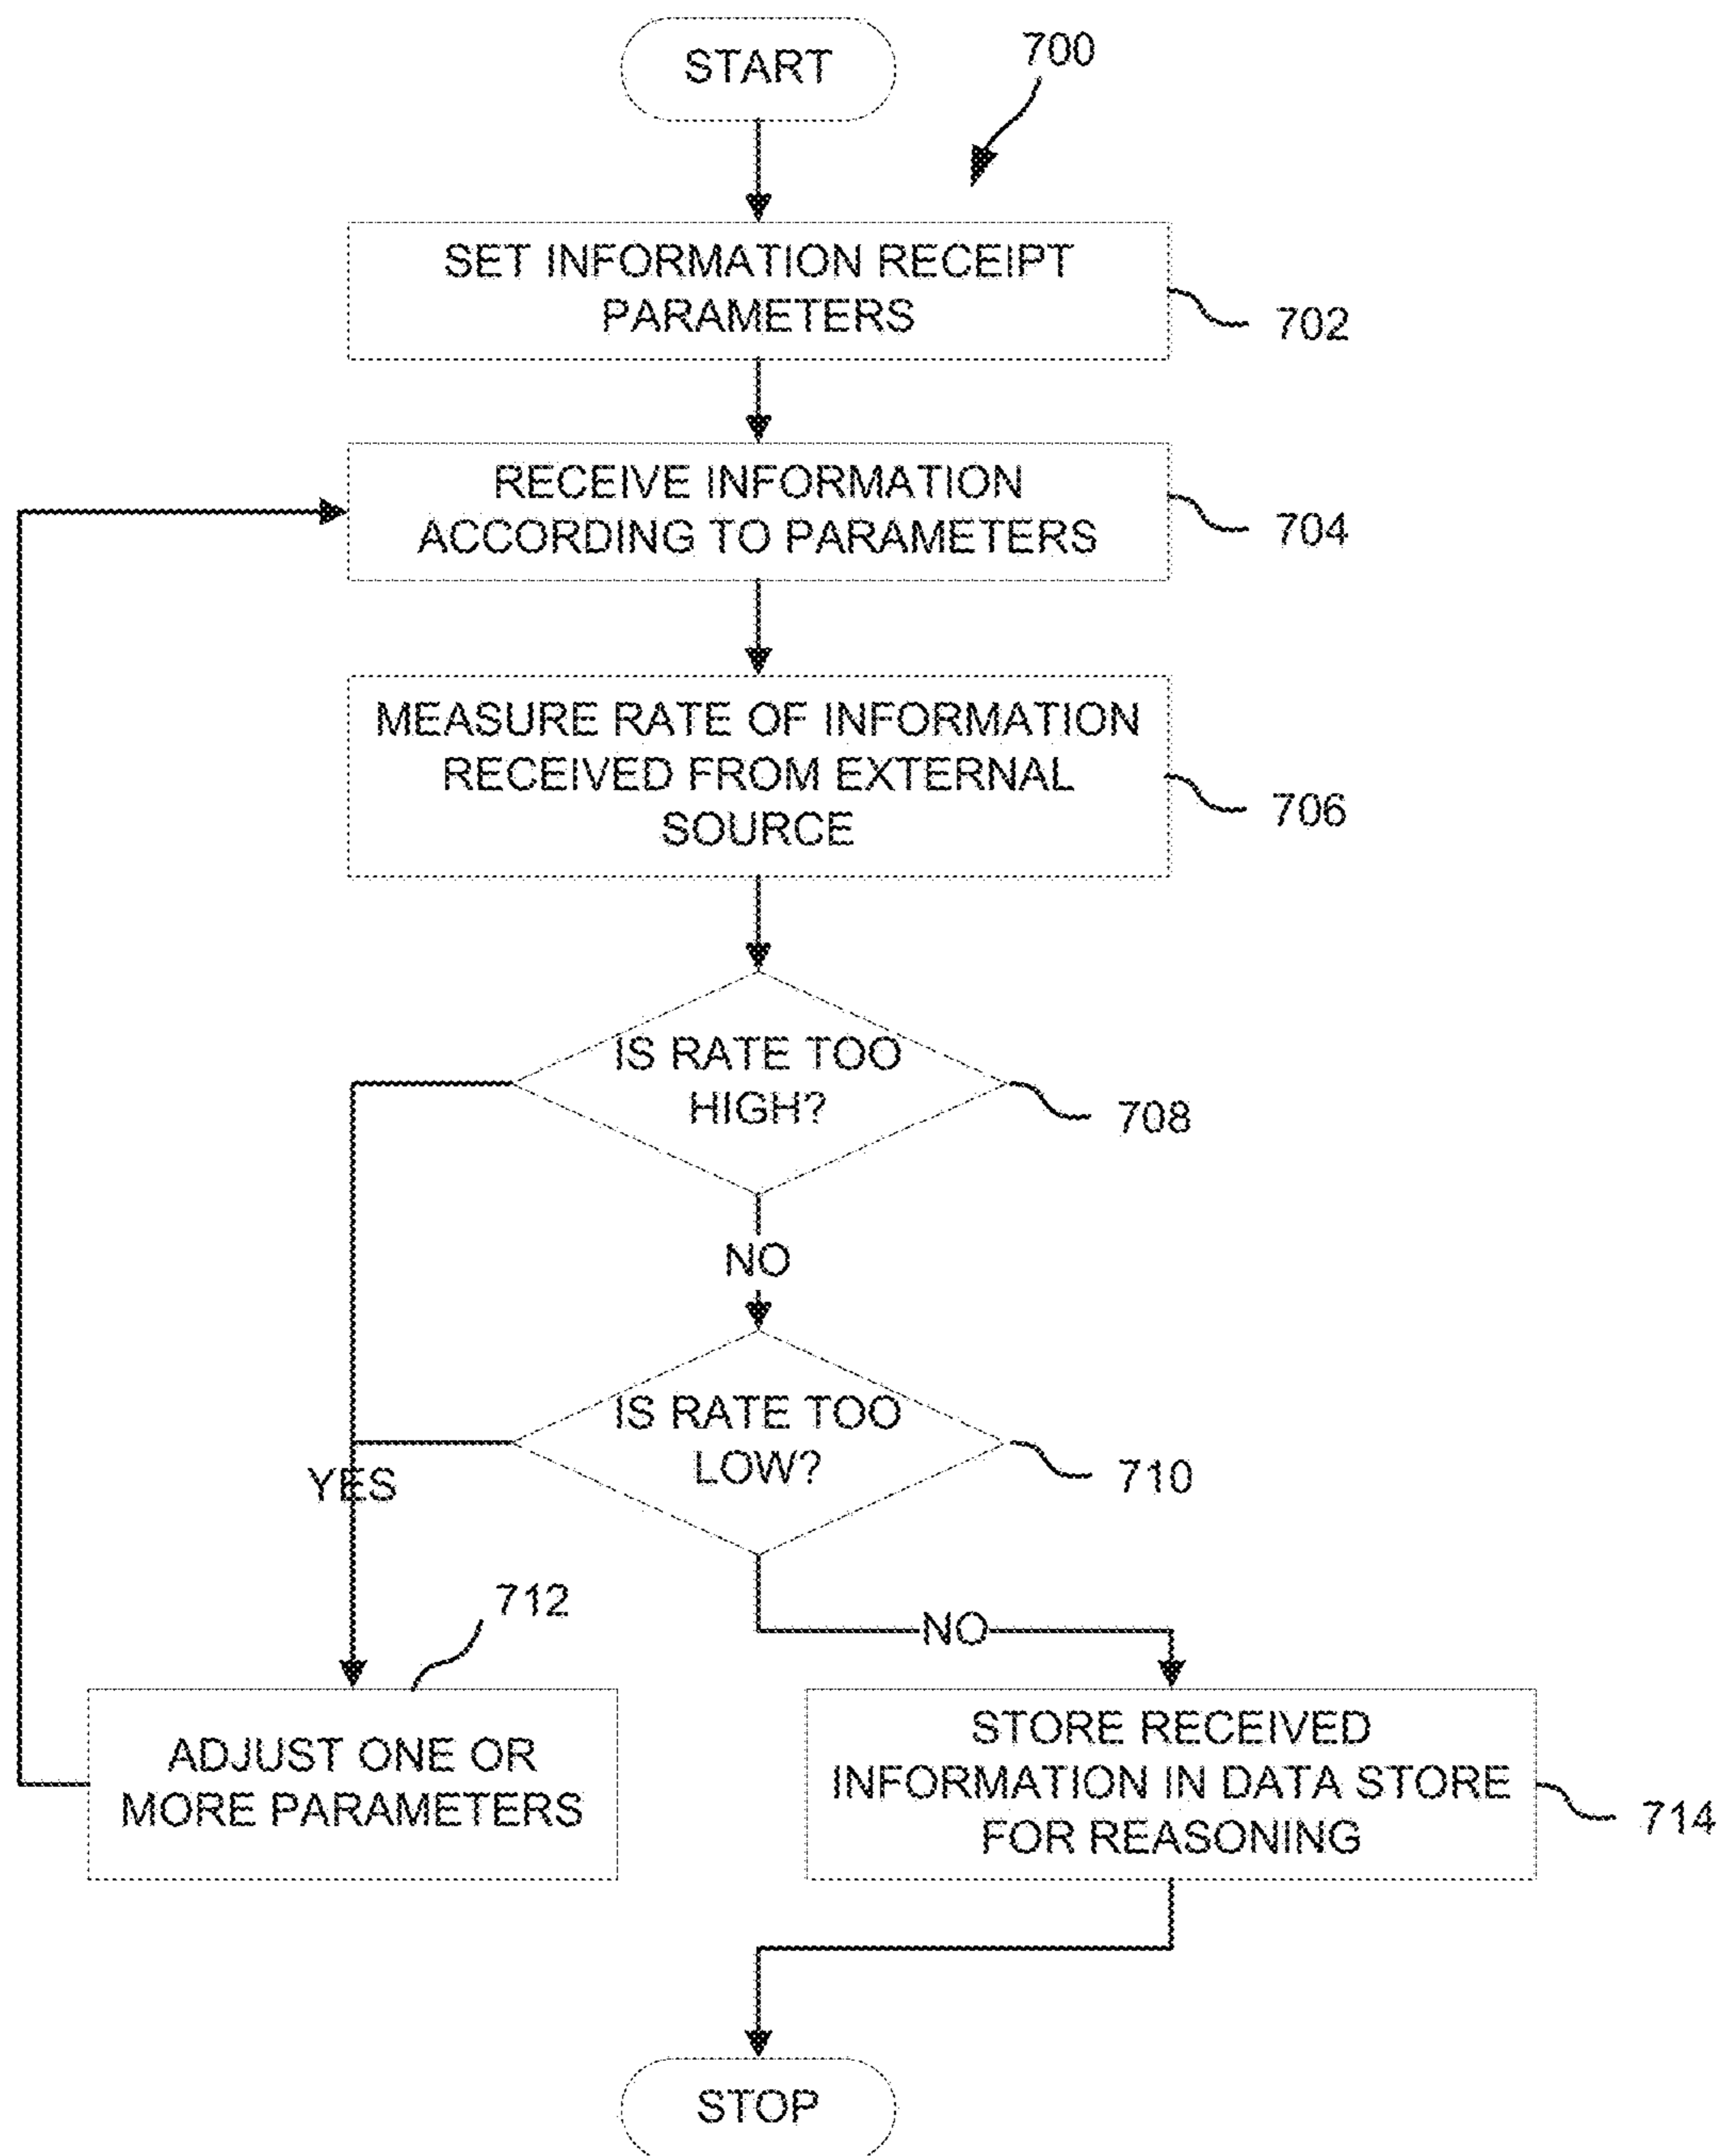 START
700
SET INFORMATION RECEIPT
PARAMETERS
702
RECEIVE INFORMATION
ACCORDING TO PARAMETERS
704
MEASURE RATE OF INFORMATION
RECEIVED FROM EXTERNAL
SOURCE
706
IS RATE TOO
HIGH?
708
NO
IS RATE TOO
LOW?
710
YES
712
NO
ADJUST ONE OR
MORE PARAMETERS
STORE RECEIVED
INFORMATION IN DATA STORE
FOR REASONING
714
STOP